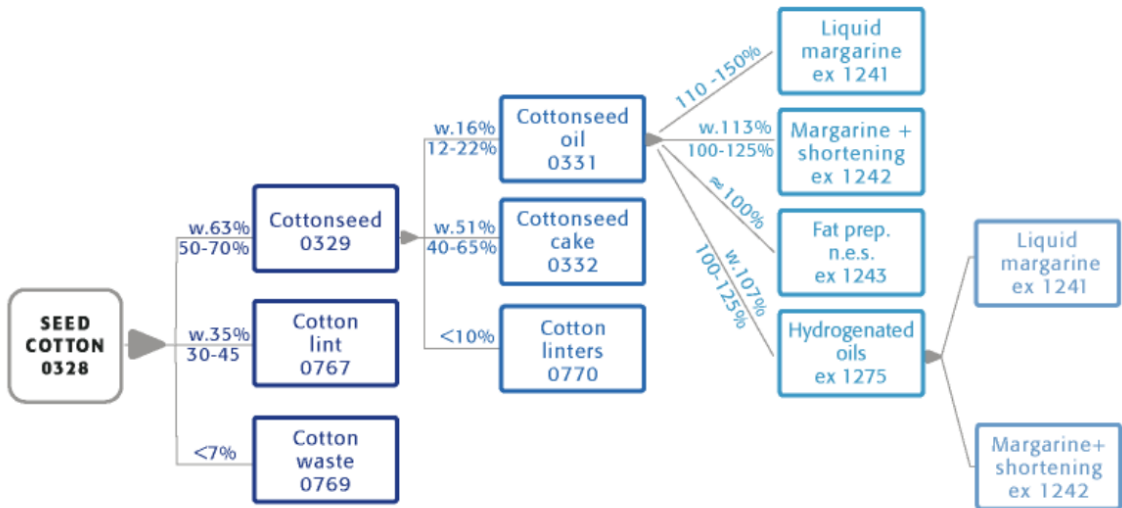 SEED
COTTON
0328
w.63%
50-70%
Cottonseed
0329
w.35%
30-45
Cotton
lint
0767
<7%
Cotton
waste
0769
w.16%
12-22%
Cottonseed
oil
0331
w.51%
40-65%
Cottonseed
cake
0332
<10%
Cotton
linters
0770
110 -150%
Liquid
margarine
ex 1241
w.113%
100-125%
Margarine +
shortening
ex 1242
≈100%
Fat prep.
n.e.s.
ex 1243
w.107%
100-125%
Hydrogenated
oils
ex 1275
Liquid
margarine
ex 1241
Margarine+
shortening
ex 1242